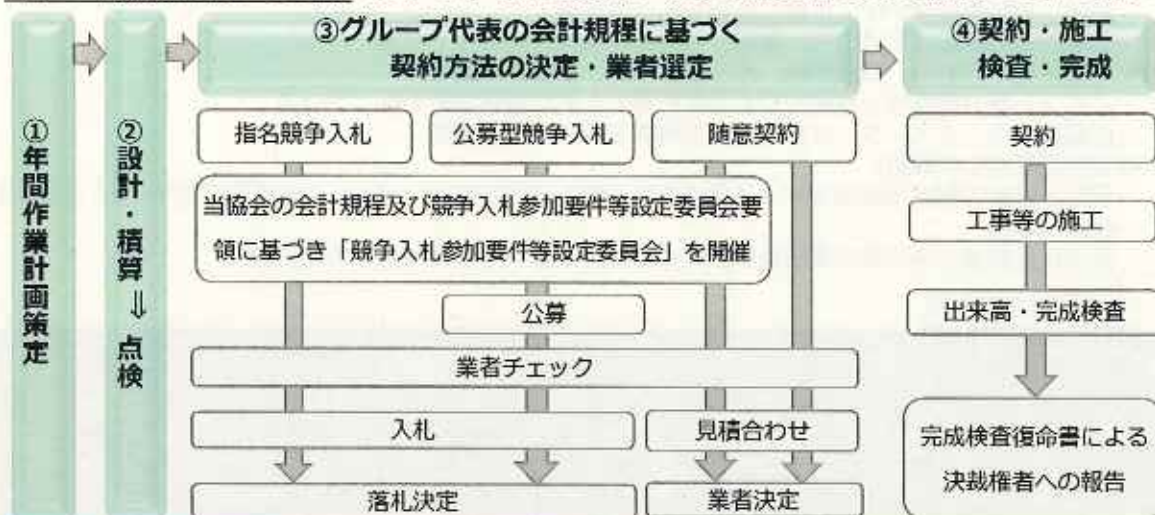 ①年間作業計画策定
②設計・積算⇒点検
③グループ代表の会計規程に基づく
契約方法の決定・業者選定
指名競争入札
公募型競争入札
随意契約
当協会の会計規程及び競争入札参加要件等設定委員会要
領に基づき「競争入札参加要件等設定委員会」を開催
公募
業者チェック
入札
見積合わせ
落札決定
業者決定
④契約・施工
検査・完成
契約
工事等の施工
出来高・完成検査
完成検査復命書による
決裁権者への報告